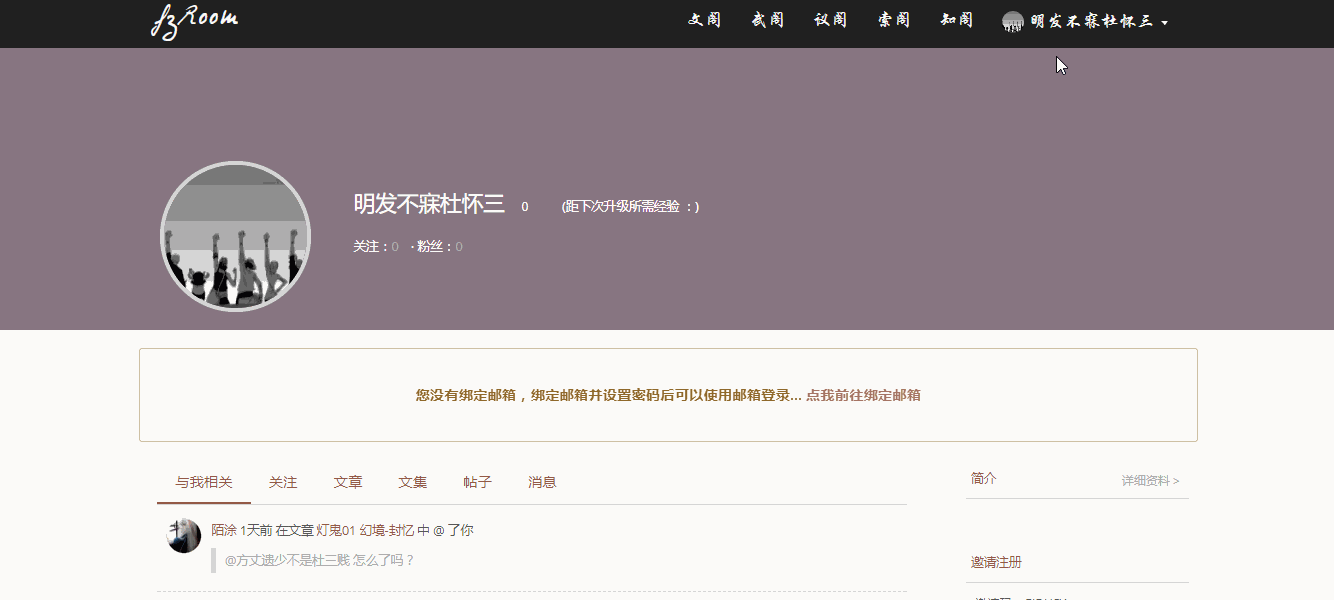 fzRoom
文阁 武阁 议阁 索阁 知阁 明发不寐杜怀三
明发不寐杜怀三 0 (距下次升级所需经验 ：)
关注：0 · 粉丝：0
您没有绑定邮箱，绑定邮箱并设置密码后可以使用邮箱登录... 点我前往绑定邮箱
与我相关 关注 文章 文集 帖子 消息
简介 详细资料 >
陌涂 1天前 在文章 灯鬼01 幻境-封忆 中 @ 了你
@方丈遗少不是杜三贱 怎么了吗？
邀请注册